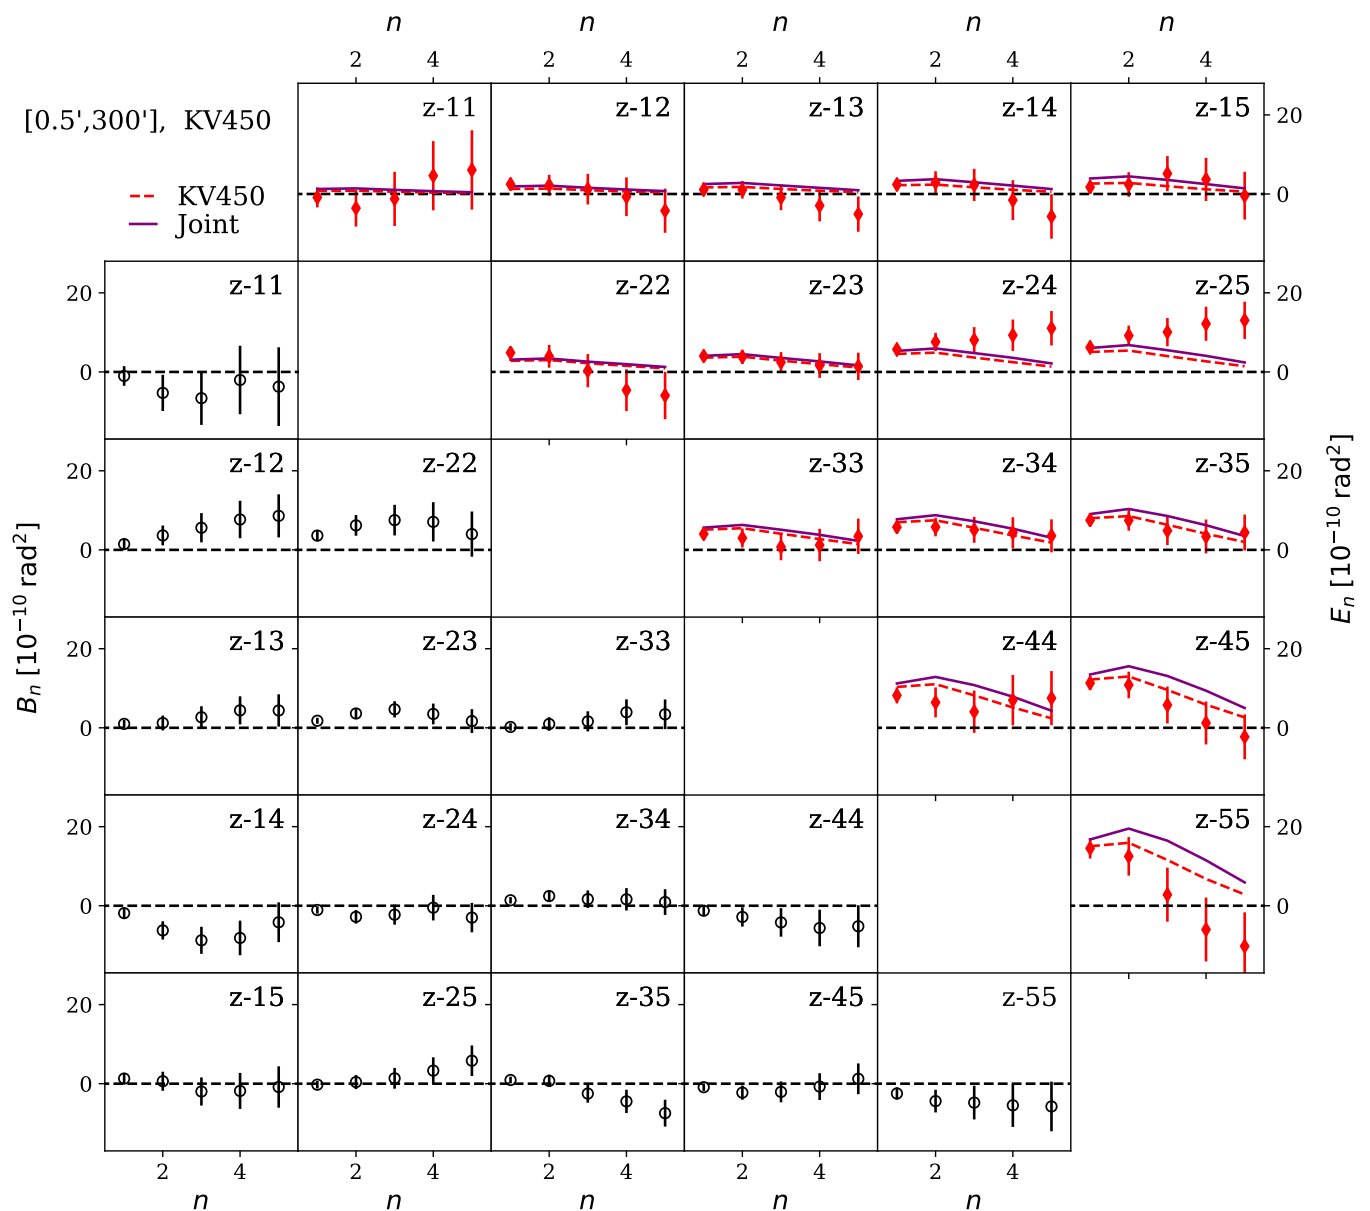 n n n n n
2 4 2 4 2 4 2 4 2 4
[0.5',300'], KV450
KV450
Joint
z-11 z-12 z-13 z-14 z-15
20
0
z-11 z-22 z-23 z-24 z-25
20 20
0 0
z-12 z-22 z-33 z-34 z-35
20 20
0 0
B_n [10^{-10} rad^2]
E_n [10^{-10} rad^2]
z-13 z-23 z-33 z-44 z-45
20 20
0 0
z-14 z-24 z-34 z-44 z-55
20 20
0 0
z-15 z-25 z-35 z-45 z-55
20
0
2 4 2 4 2 4 2 4 2 4
n n n n n